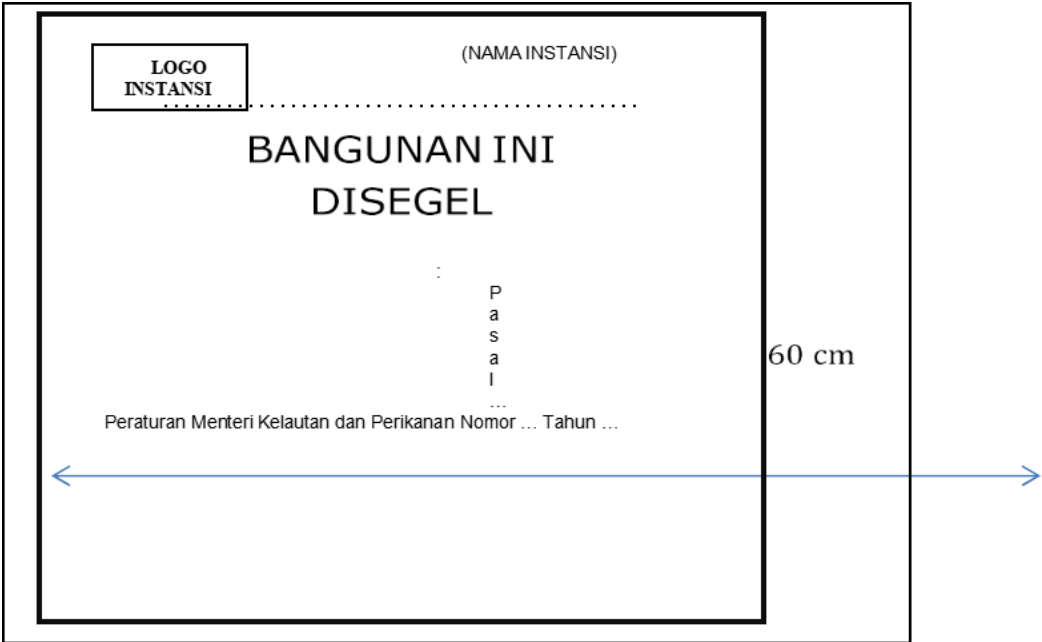 (NAMA INSTANSI)
LOGO
INSTANSI
................................................
BANGUNAN INI
DISEGEL
:
P
a
s
a
l
...
60 cm
Peraturan Menteri Kelautan dan Perikanan Nomor ... Tahun ...